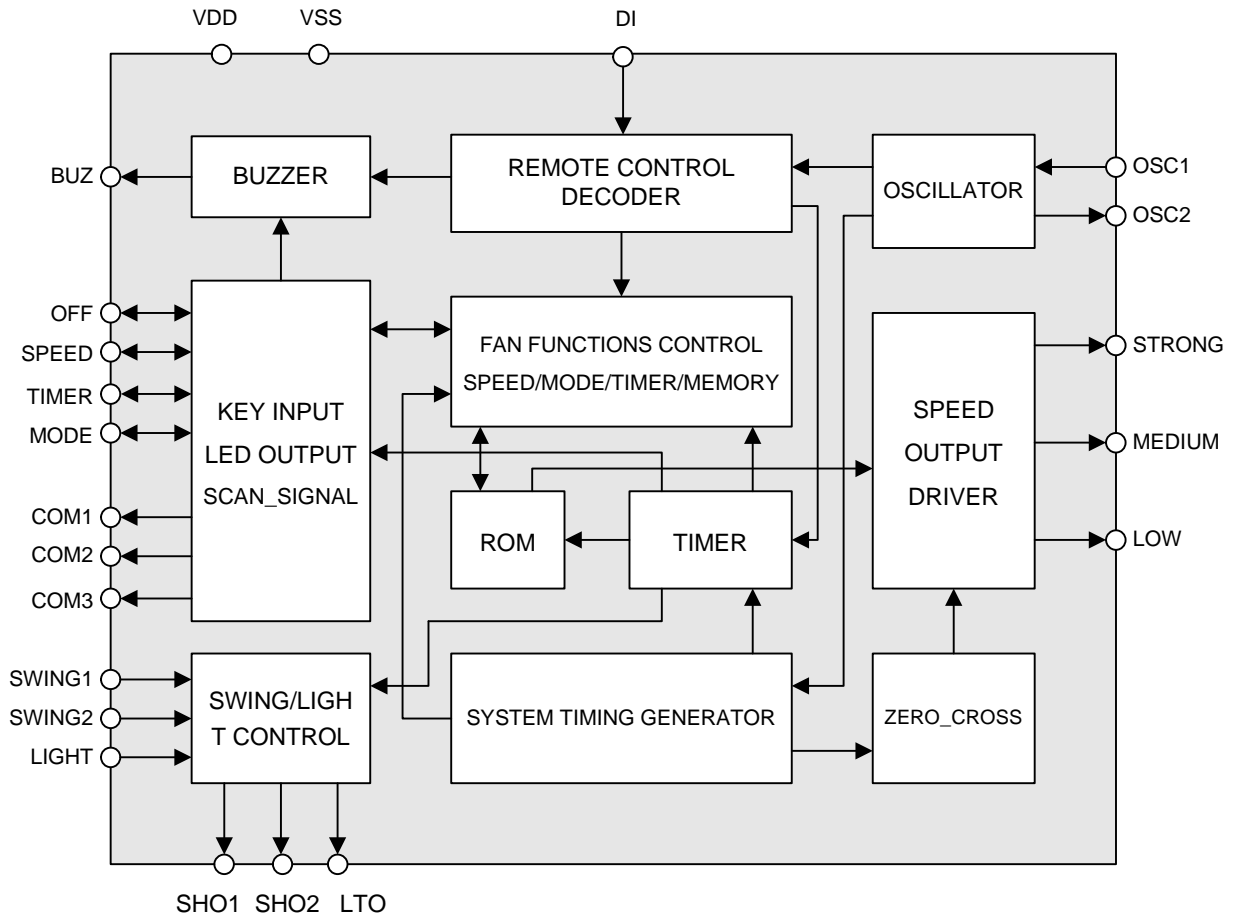 VDD
VSS
DI
BUZ
BUZZER
REMOTE CONTROL
DECODER
OSCILLATOR
OSC1
OSC2
OFF
SPEED
TIMER
MODE
COM1
COM2
COM3
KEY INPUT
LED OUTPUT
SCAN_SIGNAL
FAN FUNCTIONS CONTROL
SPEED/MODE/TIMER/MEMORY
SPEED
OUTPUT
DRIVER
STRONG
MEDIUM
LOW
ROM
TIMER
SWING1
SWING2
LIGHT
SWING/LIGH
T CONTROL
SYSTEM TIMING GENERATOR
ZERO_CROSS
SHO1
SHO2
LTO